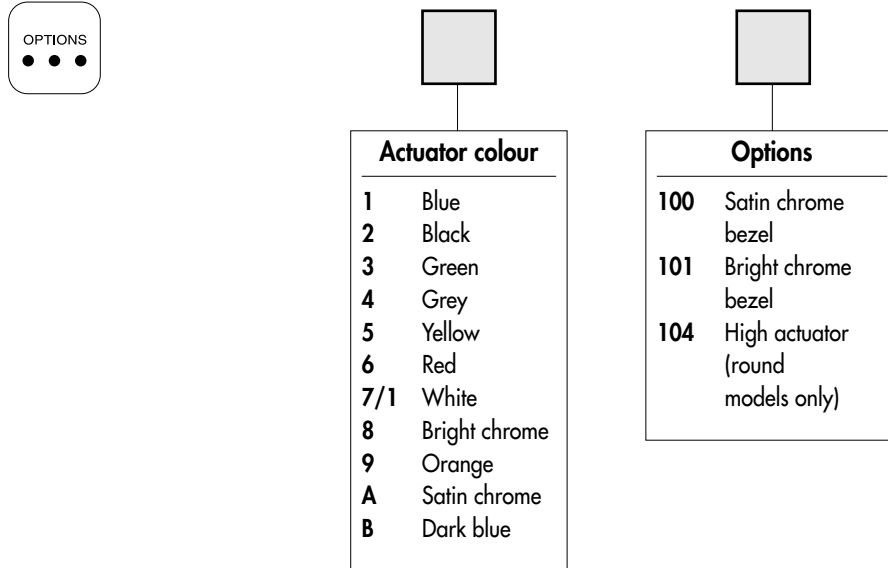 OPTIONS
Actuator colour
1 Blue
2 Black
3 Green
4 Grey
5 Yellow
6 Red
7/1 White
8 Bright chrome
9 Orange
A Satin chrome
B Dark blue
Options
100 Satin chrome
bezel
101 Bright chrome
bezel
104 High actuator
(round
models only)